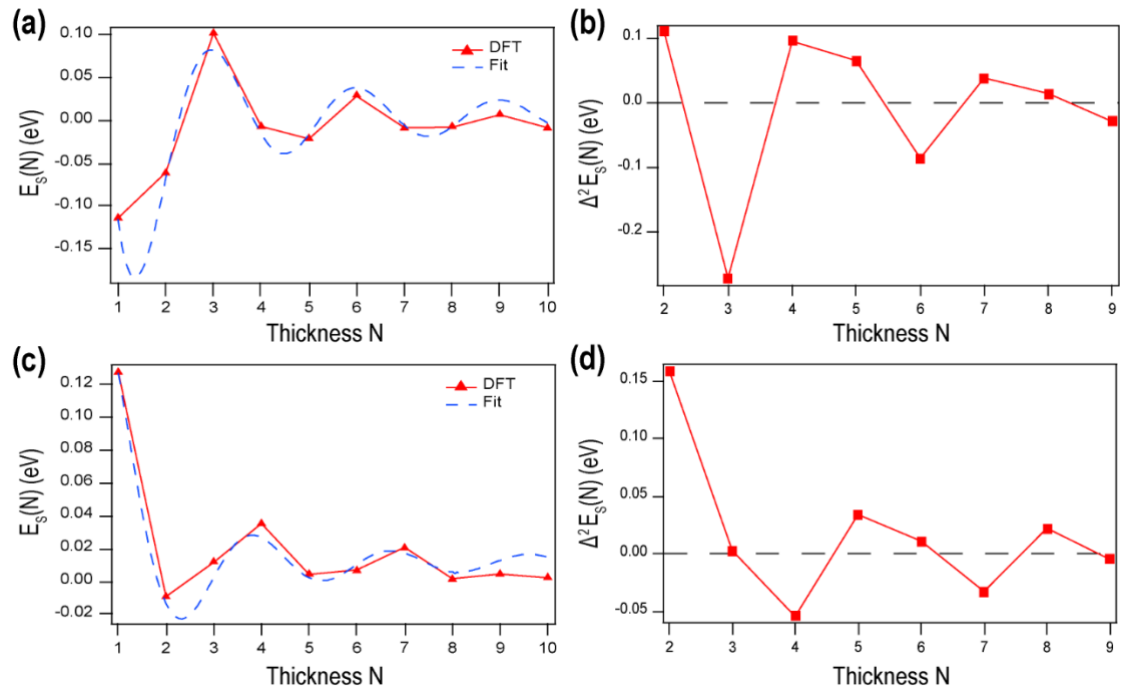 (a)
E_S(N) (eV)
0.10
0.05
0.00
-0.05
-0.10
-0.15
DFT
Fit
1 2 3 4 5 6 7 8 9 10
Thickness N
(b)
Δ²E_S(N) (eV)
0.1
0.0
-0.1
-0.2
2 3 4 5 6 7 8 9
Thickness N
(c)
E_S(N) (eV)
0.12
0.10
0.08
0.06
0.04
0.02
0.00
-0.02
DFT
Fit
1 2 3 4 5 6 7 8 9 10
Thickness N
(d)
Δ²E_S(N) (eV)
0.15
0.10
0.05
0.00
-0.05
2 3 4 5 6 7 8 9
Thickness N